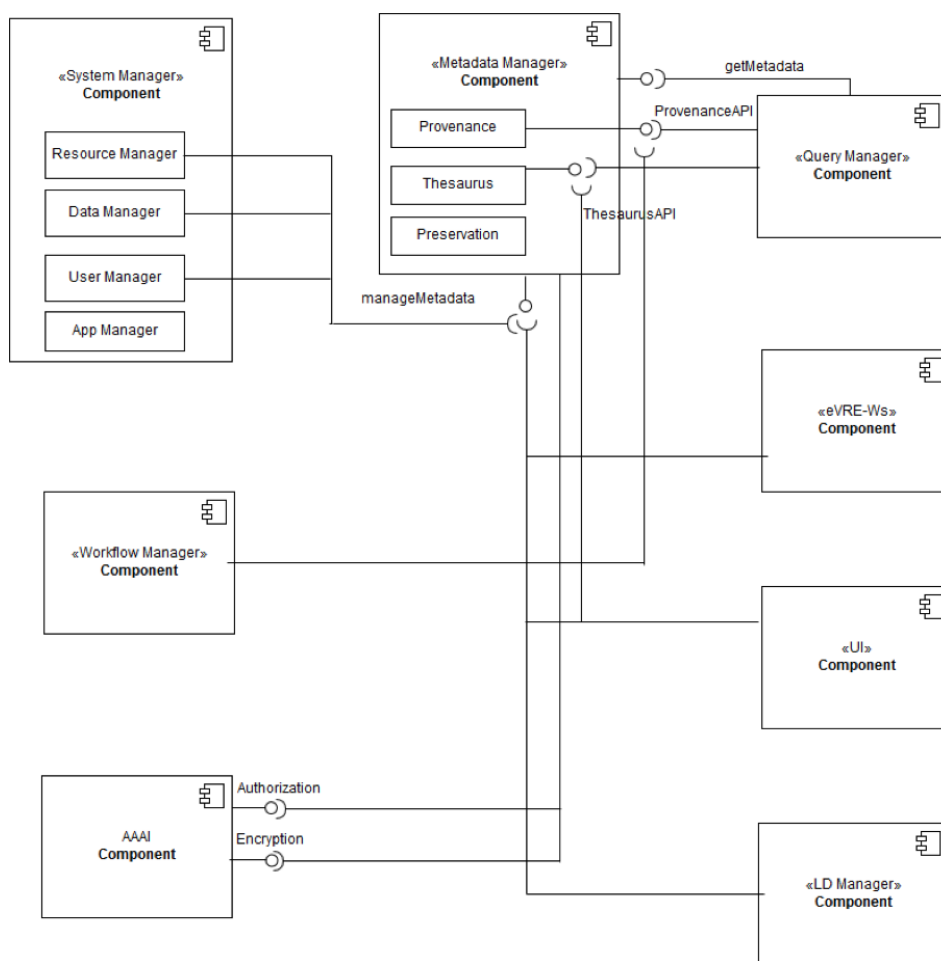 «System Manager»
Component
Resource Manager
Data Manager
User Manager
App Manager
«Metadata Manager»
Component
Provenance
Thesaurus
Preservation
getMetadata
ProvenanceAPI
ThesaurusAPI
manageMetadata
«Query Manager»
Component
«eVRE-Ws»
Component
«Workflow Manager»
Component
«UI»
Component
AAAI
Component
Authorization
Encryption
«LD Manager»
Component